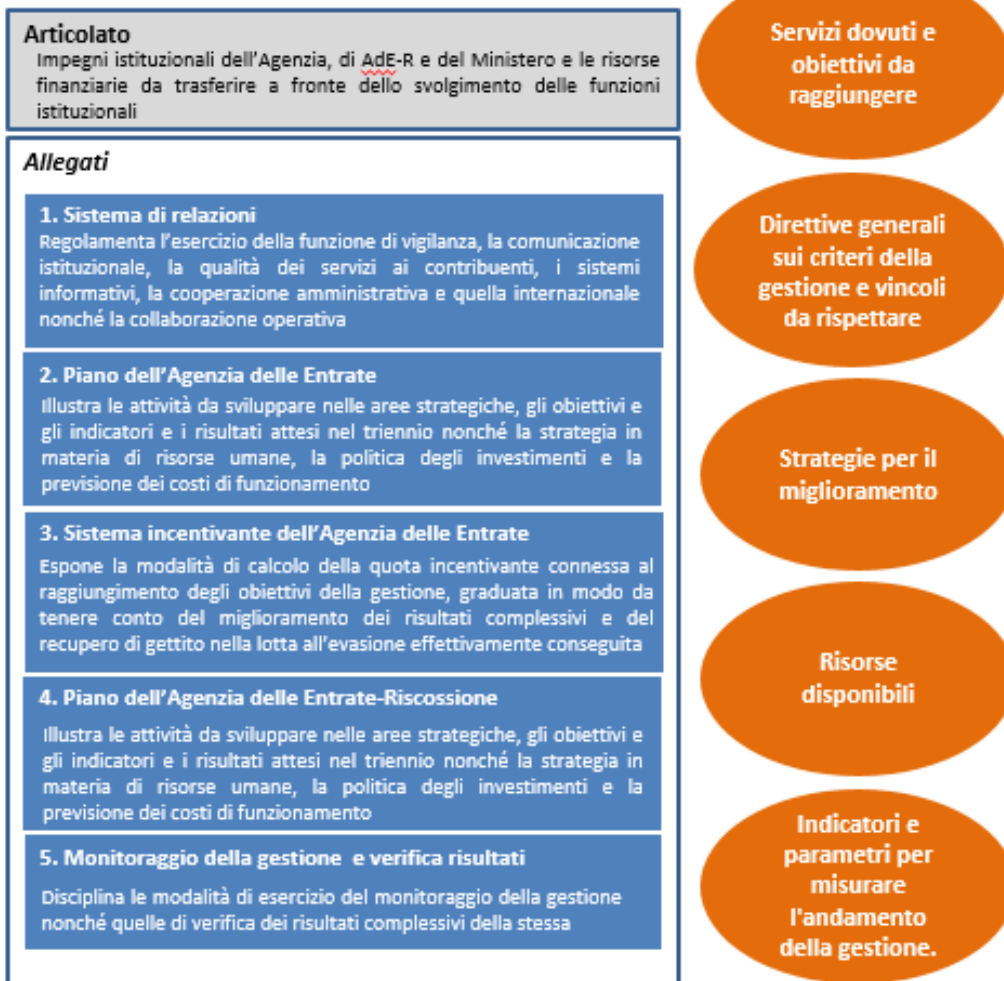 Articolato
Impegni istituzionali dell'Agenzia, di AdE-R e del Ministero e le risorse
finanziarie da trasferire a fronte dello svolgimento delle funzioni
istituzionali
Allegati
1. Sistema di relazioni
Regolamenta l'esercizio della funzione di vigilanza, la comunicazione
istituzionale, la qualità dei servizi ai contribuenti, i sistemi
informativi, la cooperazione amministrativa e quella internazionale
nonché la collaborazione operativa
2. Piano dell'Agenzia delle Entrate
Illustra le attività da sviluppare nelle aree strategiche, gli obiettivi e
gli indicatori e i risultati attesi nel triennio nonché la strategia in
materia di risorse umane, la politica degli investimenti e la
previsione dei costi di funzionamento
3. Sistema incentivante dell'Agenzia delle Entrate
Espone la modalità di calcolo della quota incentivante connessa al
raggiungimento degli obiettivi della gestione, graduata in modo da
tenere conto del miglioramento dei risultati complessivi e del
recupero di gettito nella lotta all'evasione effettivamente conseguita
4. Piano dell'Agenzia delle Entrate-Riscossione
Illustra le attività da sviluppare nelle aree strategiche, gli obiettivi e
gli indicatori e i risultati attesi nel triennio nonché la strategia in
materia di risorse umane, la politica degli investimenti e la
previsione dei costi di funzionamento
5. Monitoraggio della gestione e verifica risultati
Disciplina le modalità di esercizio del monitoraggio della gestione
nonché quelle di verifica dei risultati complessivi della stessa
Servizi dovuti e
obiettivi da
raggiungere
Direttive generali
sui criteri della
gestione e vincoli
da rispettare
Strategie per il
miglioramento
Risorse
disponibili
Indicatori e
parametri per
misurare
l'andamento
della gestione.